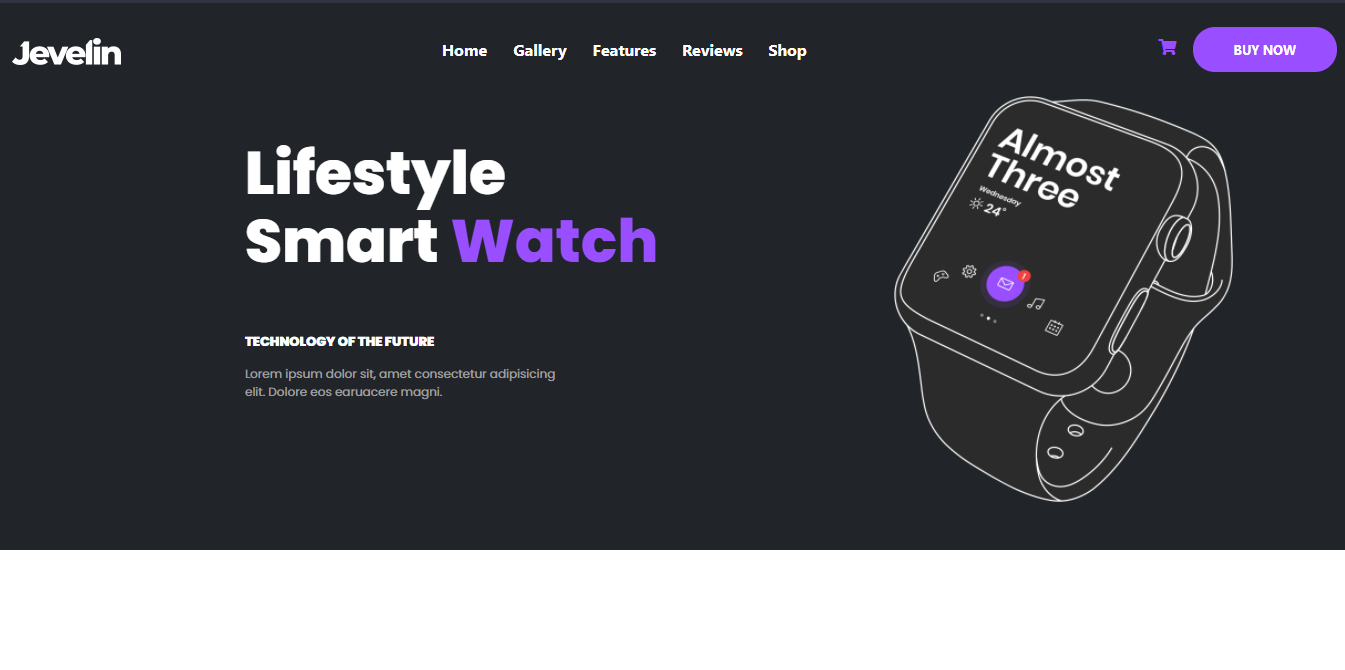 Jevelin
Home
Gallery
Features
Reviews
Shop
BUY NOW
Lifestyle
Smart Watch
TECHNOLOGY OF THE FUTURE
Lorem ipsum dolor sit, amet consectetur adipisicing
elit. Dolore eos earuacere magni.
Almost
Three
Wednesday
24°
!